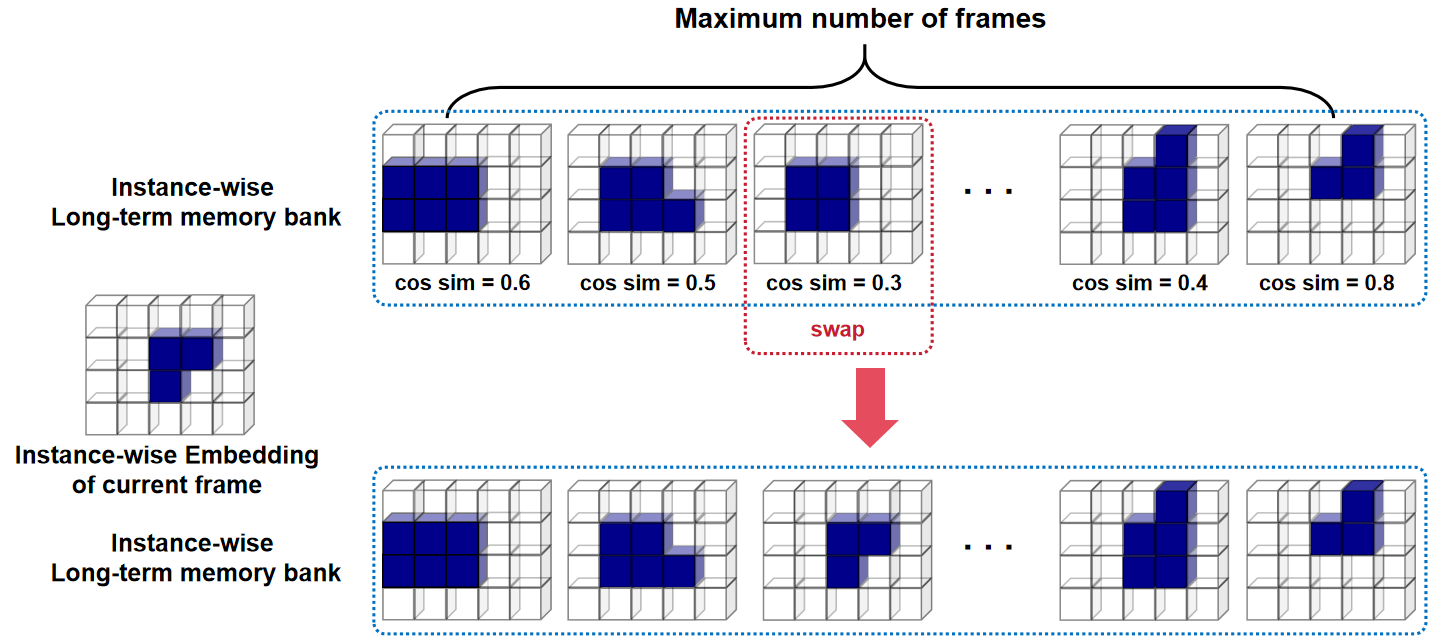 Maximum number of frames
Instance-wise
Long-term memory bank
. . .
cos sim = 0.6
cos sim = 0.5
cos sim = 0.3
cos sim = 0.4
cos sim = 0.8
swap
Instance-wise Embedding
of current frame
Instance-wise
Long-term memory bank
. . .